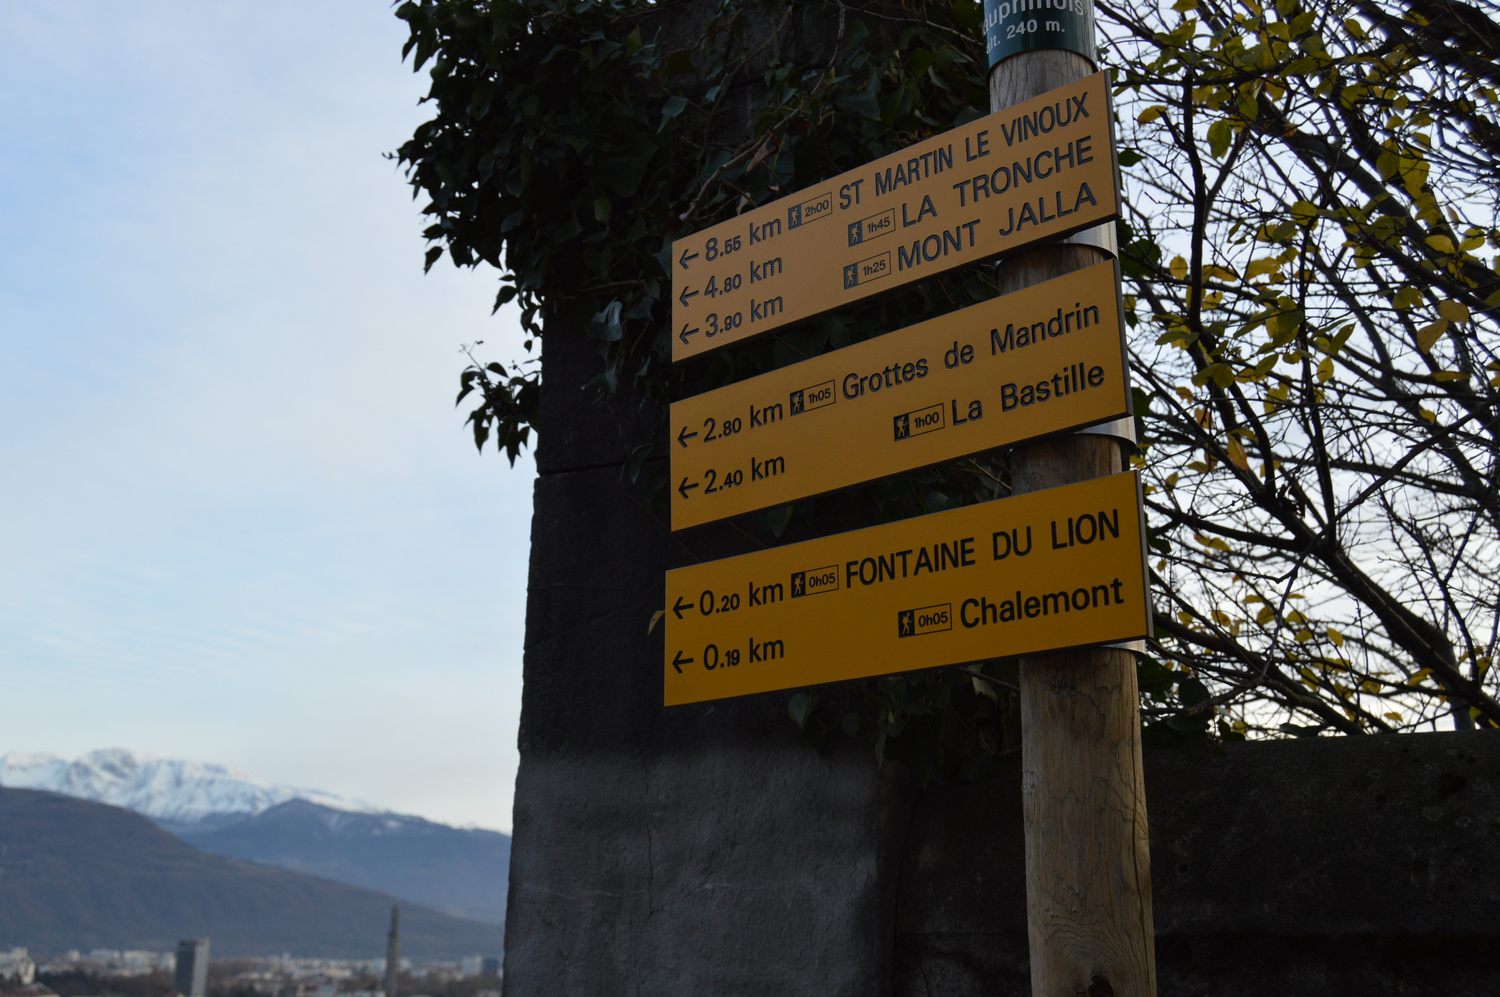 auphinois
alt. 240 m.
← 8.55 km 2h00 ST MARTIN LE VINOUX
← 4.80 km 1h45 LA TRONCHE
← 3.90 km 1h25 MONT JALLA
← 2.80 km 1h05 Grottes de Mandrin
← 2.40 km 1h00 La Bastille
← 0.20 km 0h05 FONTAINE DU LION
← 0.19 km 0h05 Chalemont